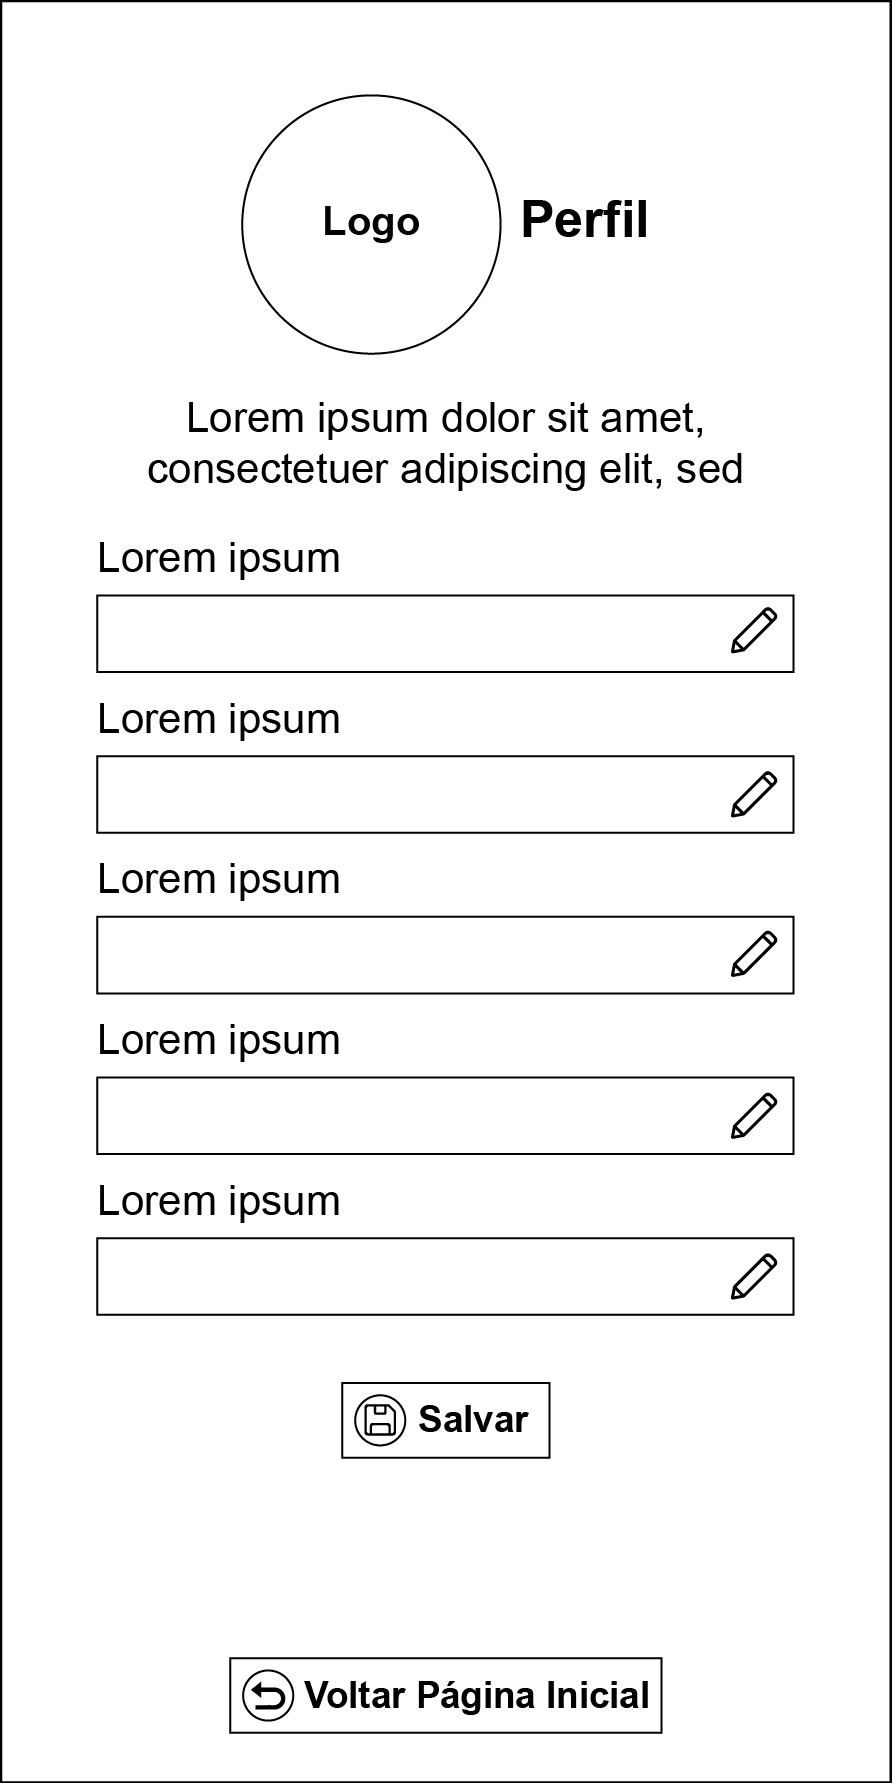 Logo
Perfil
Lorem ipsum dolor sit amet,
consectetuer adipiscing elit, sed
Lorem ipsum
Lorem ipsum
Lorem ipsum
Lorem ipsum
Lorem ipsum
Salvar
Voltar Página Inicial